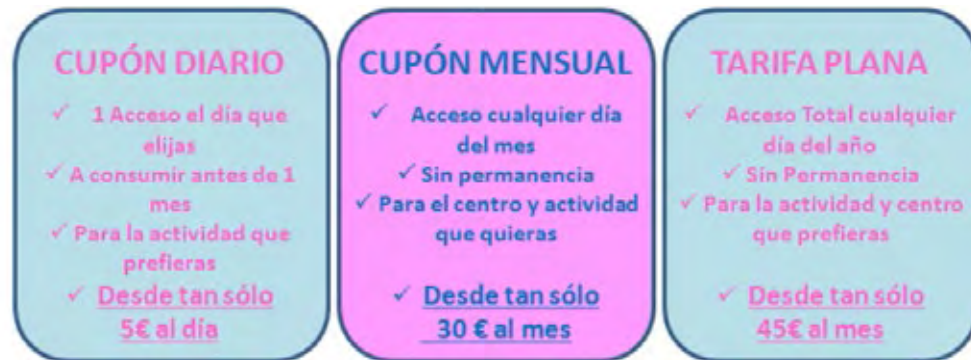 CUPÓN DIARIO
✓ 1 Acceso el día que
elijas
✓ A consumir antes de 1
mes
✓ Para la actividad que
prefieras
✓ Desde tan sólo
5€ al día
CUPÓN MENSUAL
✓ Acceso cualquier día
del mes
✓ Sin permanencia
✓ Para el centro y actividad
que quieras
✓ Desde tan sólo
30 € al mes
TARIFA PLANA
✓ Acceso Total cualquier
día del año
✓ Sin Permanencia
✓ Para la actividad y centro
que prefieras
✓ Desde tan sólo
45€ al mes